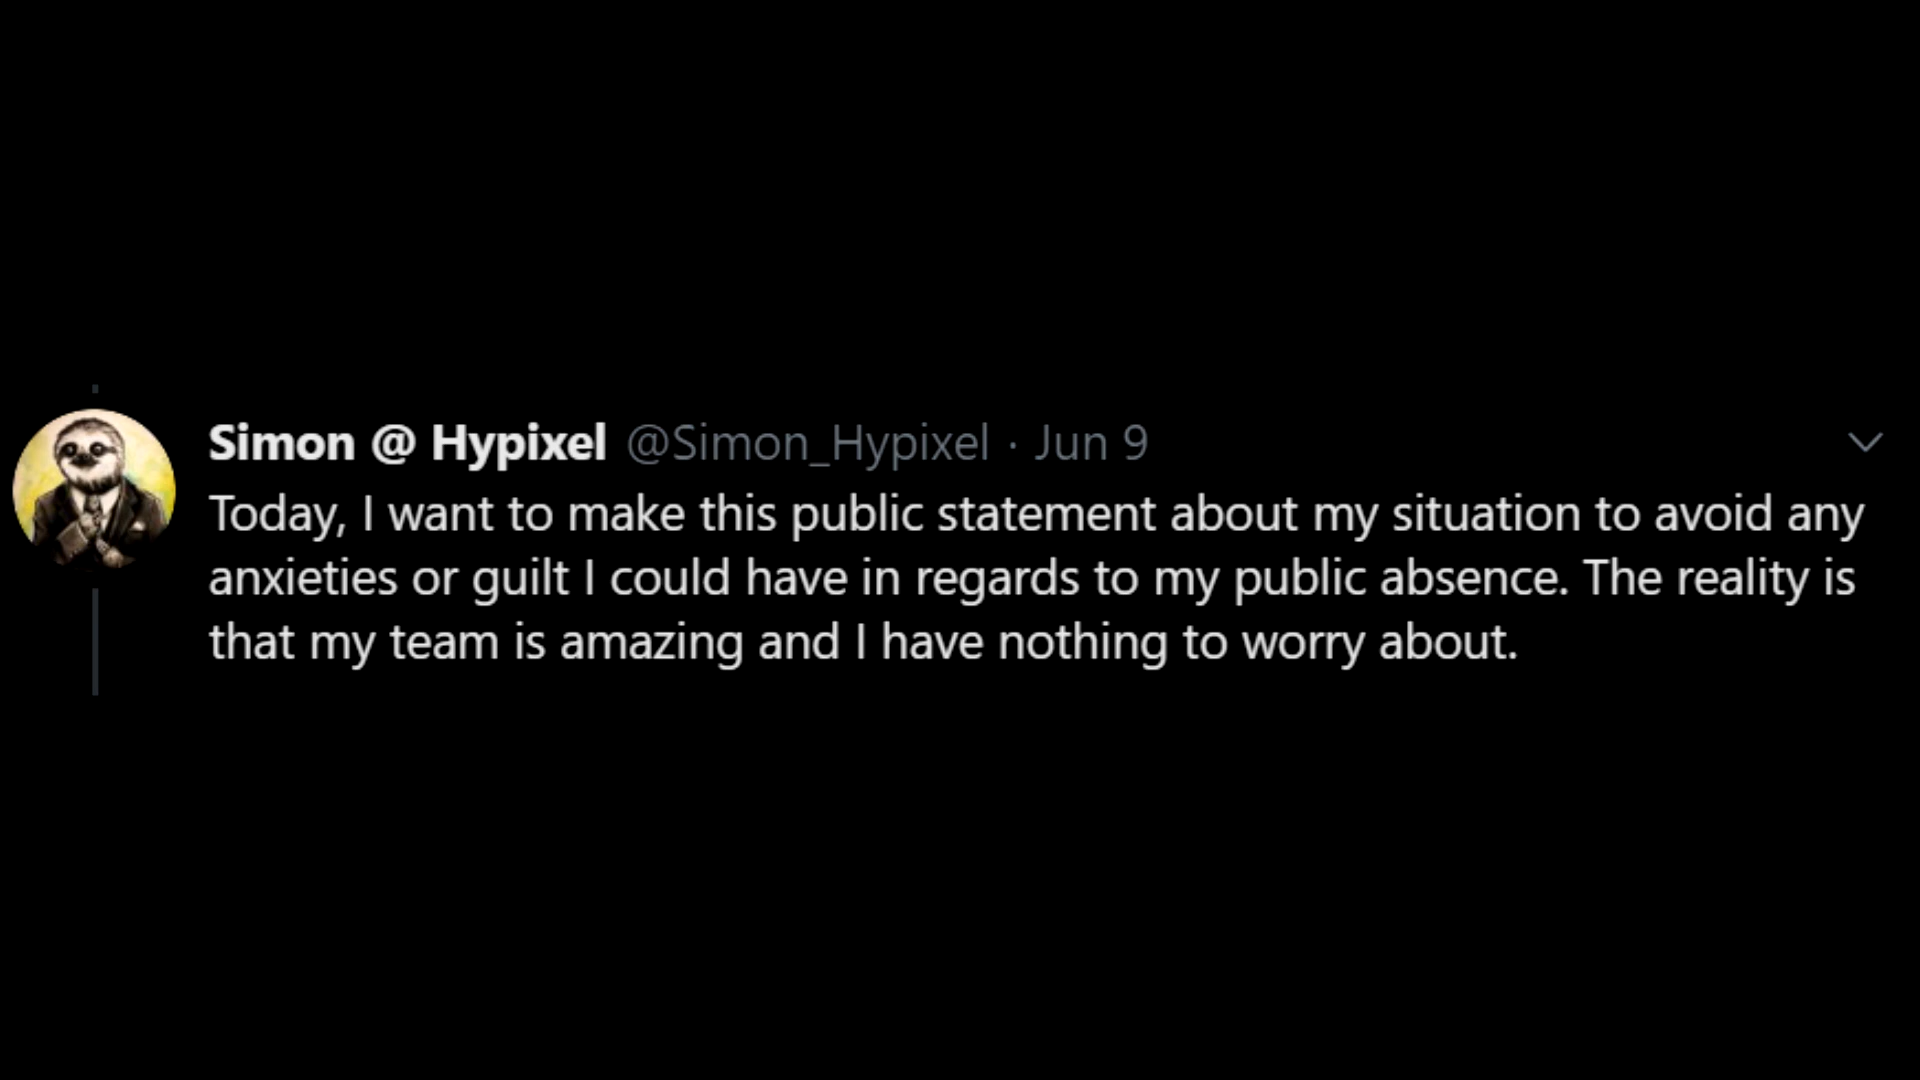 Simon @ Hypixel @Simon_Hypixel · Jun 9
Today, I want to make this public statement about my situation to avoid any
anxieties or guilt I could have in regards to my public absence. The reality is
that my team is amazing and I have nothing to worry about.